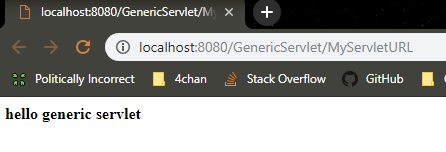 localhost:8080/GenericServlet/My
localhost:8080/GenericServlet/MyServletURL
Politically Incorrect 4chan Stack Overflow GitHub
hello generic servlet